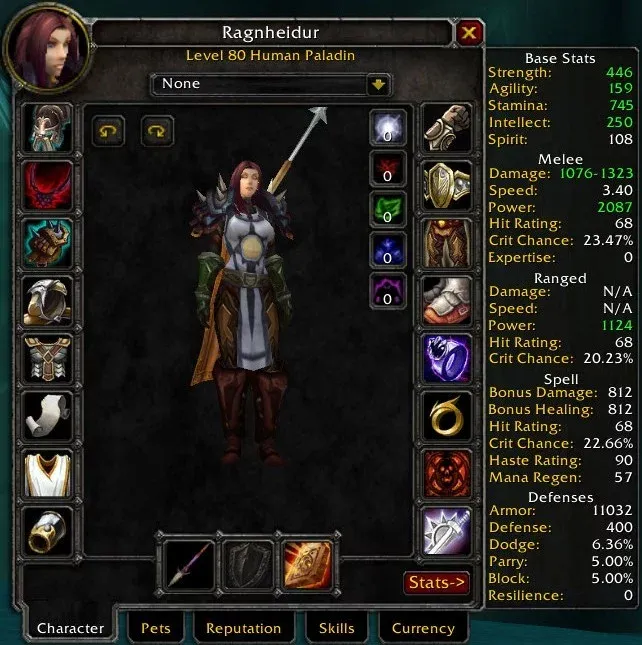 Ragnheidur
Level 80 Human Paladin
None
0
0
0
0
0
Base Stats
Strength: 446
Agility: 159
Stamina: 745
Intellect: 250
Spirit: 108
Melee
Damage: 1076-1323
Speed: 3.40
Power: 2087
Hit Rating: 68
Crit Chance: 23.47%
Expertise: 0
Ranged
Damage: N/A
Speed: N/A
Power: 1124
Hit Rating: 68
Crit Chance: 20.23%
Spell
Bonus Damage: 812
Bonus Healing: 812
Hit Rating: 68
Crit Chance: 22.66%
Haste Rating: 90
Mana Regen: 57
Defenses
Armor: 11032
Defense: 400
Dodge: 6.36%
Parry: 5.00%
Block: 5.00%
Resilience: 0
Stats->
Character
Pets
Reputation
Skills
Currency